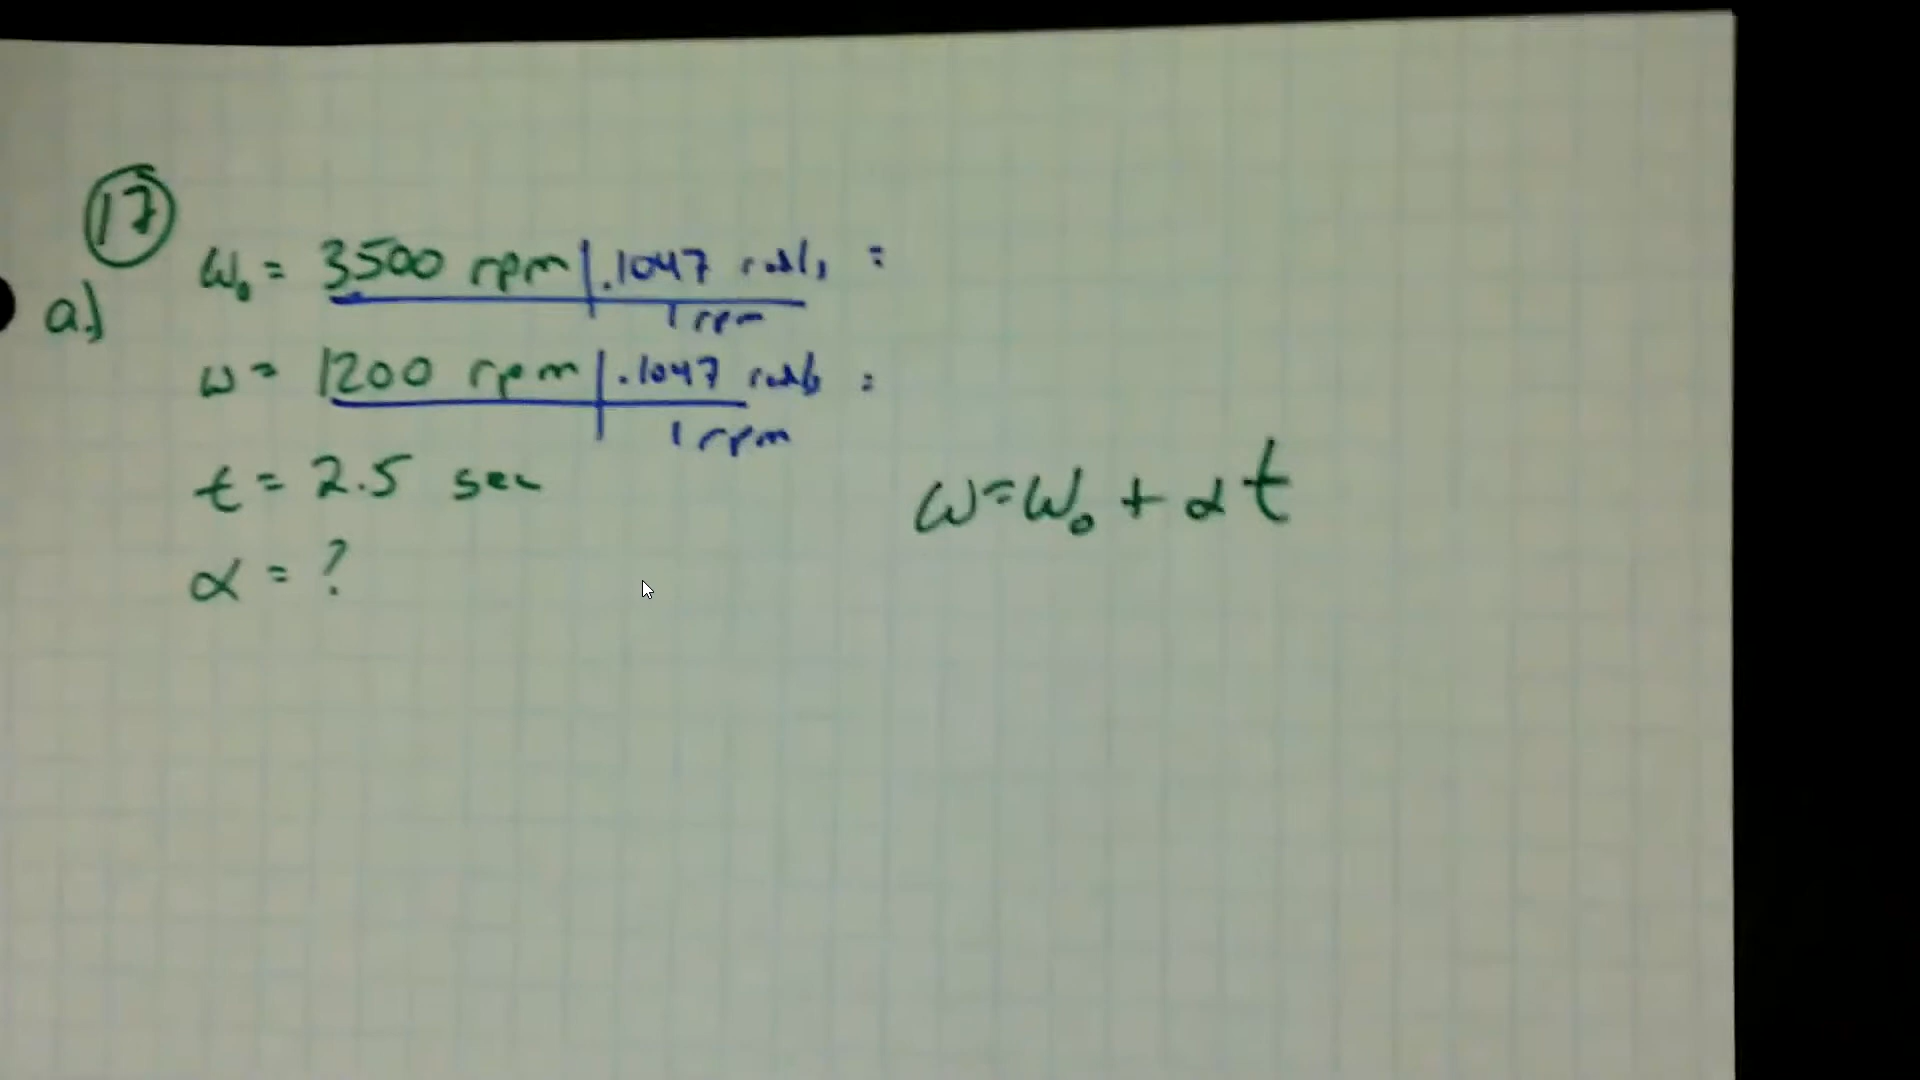 17
a.) ω₀ = 3500 rpm | .1047 rad/s =
1 rpm
ω = 1200 rpm | .1047 rad/s =
1 rpm
t = 2.5 sec
ω = ω₀ + αt
α = ?